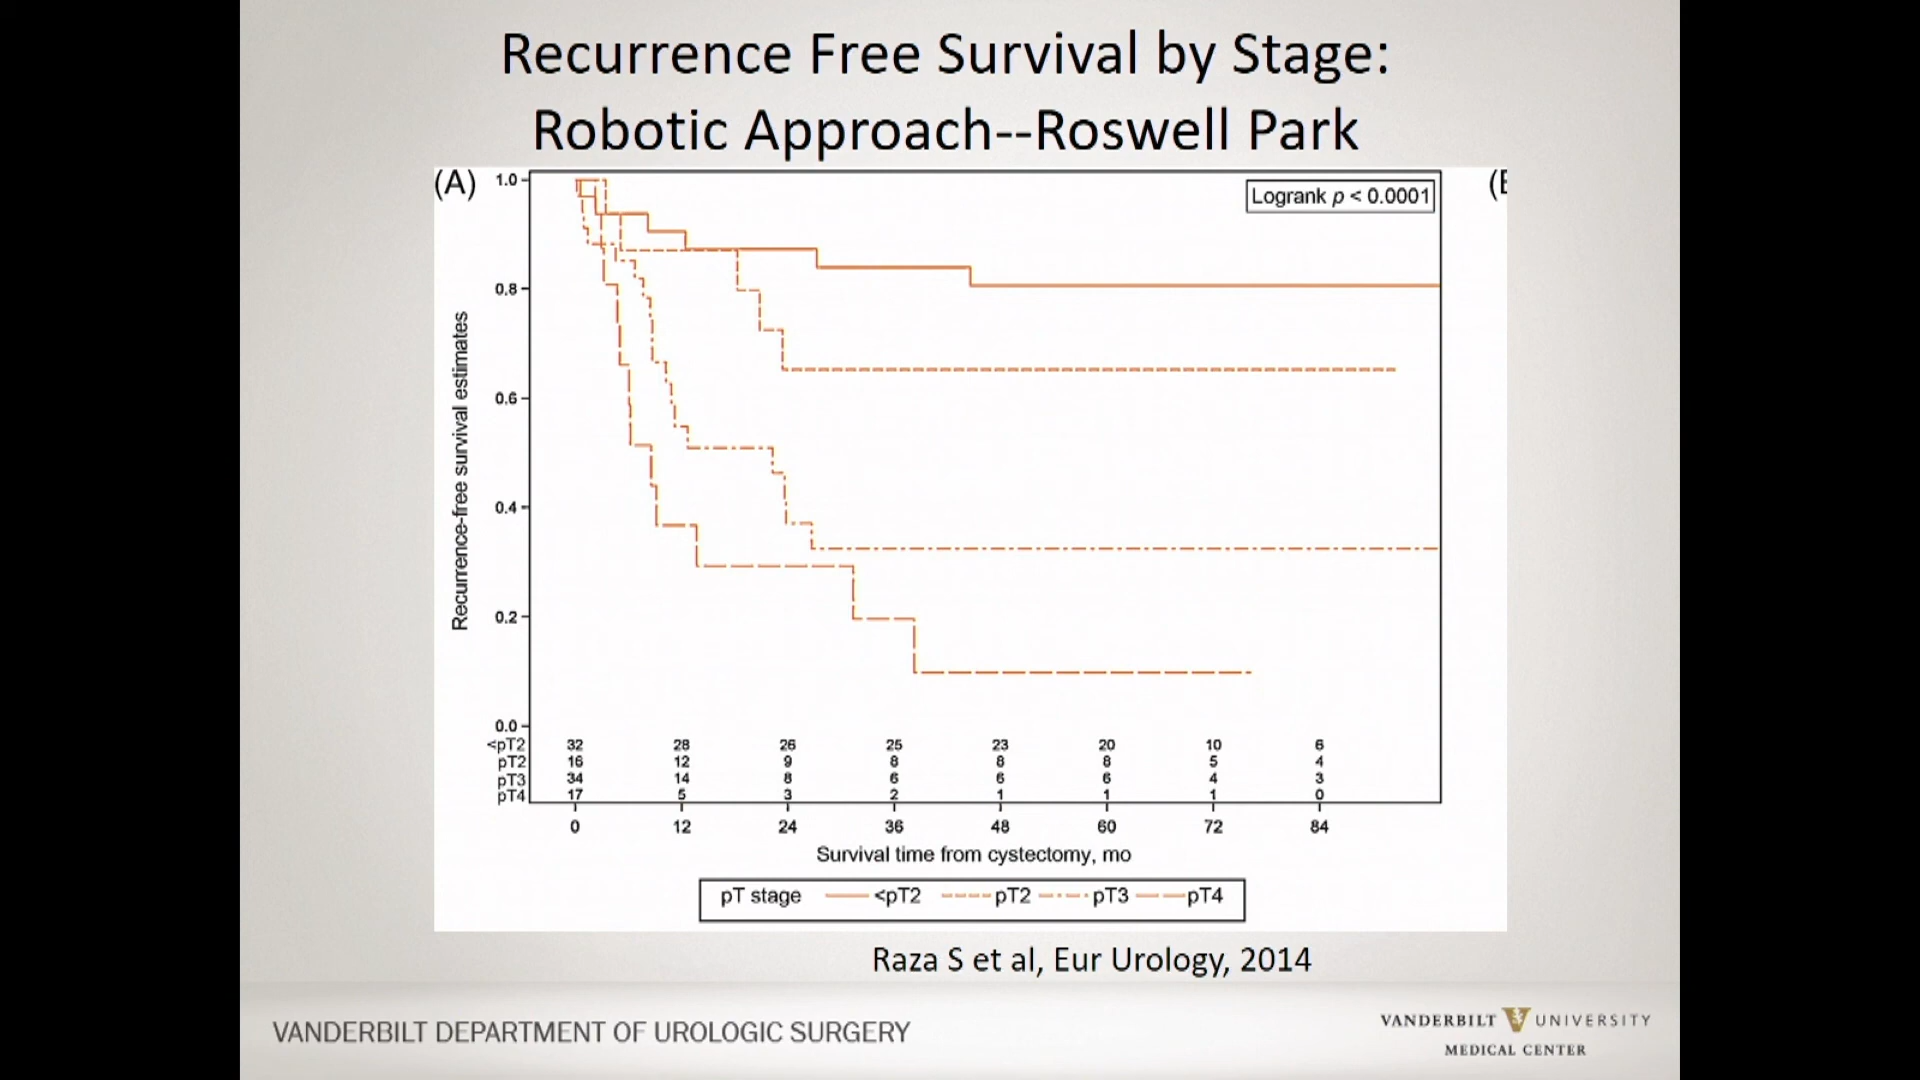 Recurrence Free Survival by Stage:
Robotic Approach--Roswell Park
(A)
Logrank p < 0.0001
Recurrence-free survival estimates
1.0
0.8
0.6
0.4
0.2
0.0
<pT2 32 28 26 25 23 20 10 6
pT2 16 12 9 8 8 8 5 4
pT3 34 14 8 6 6 6 4 3
pT4 17 5 3 2 1 1 1 0
0 12 24 36 48 60 72 84
Survival time from cystectomy, mo
pT stage <pT2 pT2 pT3 pT4
Raza S et al, Eur Urology, 2014
VANDERBILT DEPARTMENT OF UROLOGIC SURGERY
VANDERBILT UNIVERSITY
MEDICAL CENTER